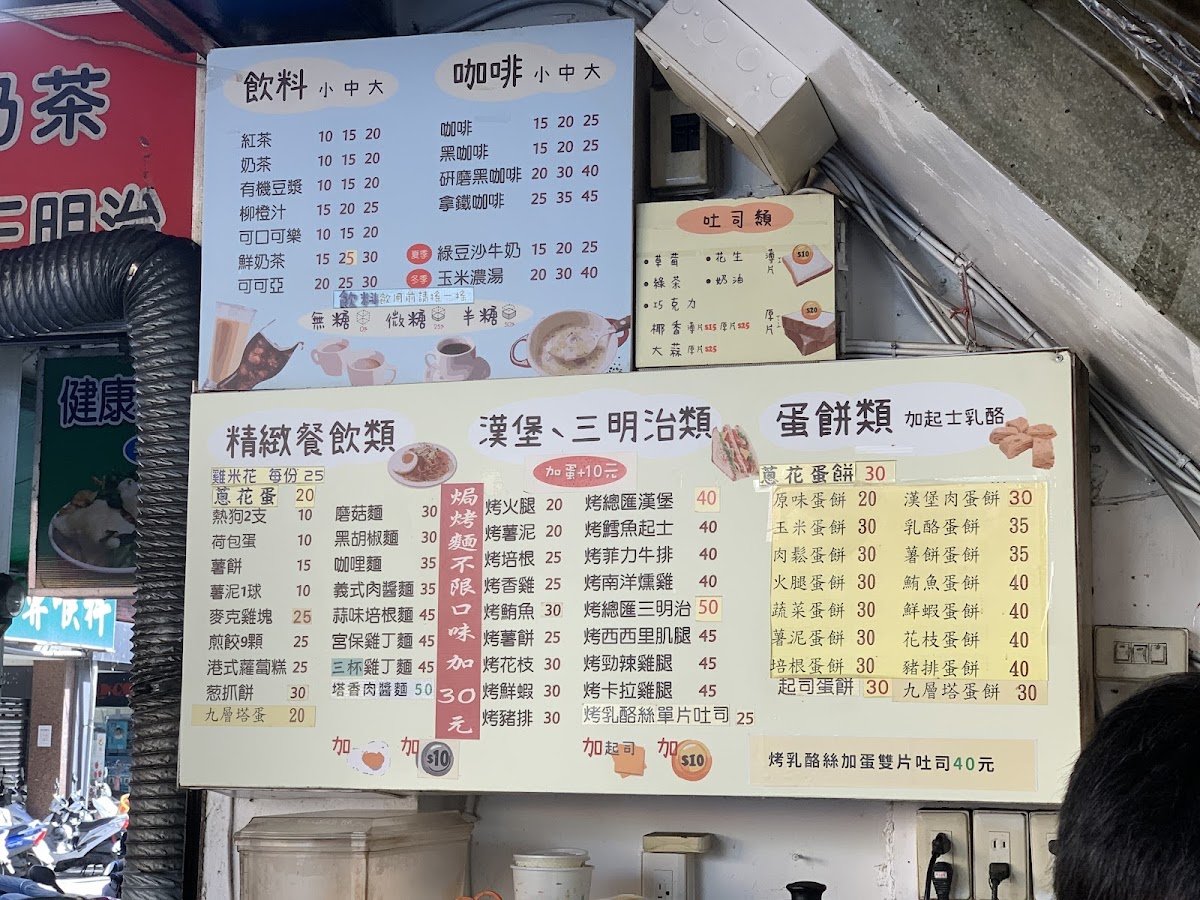 奶茶
三明治
健康
飲料 小 中 大
紅茶 10 15 20
奶茶 10 15 20
有機豆漿 10 15 20
柳橙汁 15 20 25
可口可樂 10 15 20
鮮奶茶 15 25 30
可可亞 20 25 30
咖啡 小 中 大
咖啡 15 20 25
黑咖啡 15 20 25
研磨黑咖啡 20 30 40
拿鐵咖啡 25 35 45
夏季 綠豆沙牛奶 15 20 25
冬季 玉米濃湯 20 30 40
飲料飲用前請搖一搖
無糖 微糖 半糖
吐司類
•草莓 •花生 薄片 $10
•綠茶 •奶油
•巧克力
椰香 薄片$15 厚片$25 厚片 $20
大蒜 厚片$25
精緻餐飲類
雞米花 每份 25
蔥花蛋 20
熱狗2支 10
荷包蛋 10
薯餅 15
薯泥1球 10
麥克雞塊 25
煎餃9顆 25
港式蘿蔔糕 25
葱抓餅 30
九層塔蛋 20
磨菇麵 30
黑胡椒麵 30
咖哩麵 35
義式肉醬麵 35
蒜味培根麵 45
宮保雞丁麵 45
三杯雞丁麵 45
塔香肉醬麵 50
加 加 $10
焗烤麵不限口味加30元
漢堡、三明治類
加蛋+10元
烤火腿 20
烤薯泥 20
烤培根 25
烤香雞 25
烤鮪魚 30
烤薯餅 25
烤花枝 30
烤鮮蝦 30
烤豬排 30
烤總匯漢堡 40
烤鱈魚起士 40
烤菲力牛排 40
烤南洋燻雞 40
烤總匯三明治 50
烤西西里肌腿 45
烤勁辣雞腿 45
烤卡拉雞腿 45
烤乳酪絲單片吐司 25
加起司 加 $10
蛋餅類 加起士乳酪
蔥花蛋餅 30
原味蛋餅 20
玉米蛋餅 30
肉鬆蛋餅 30
火腿蛋餅 30
蔬菜蛋餅 30
薯泥蛋餅 30
培根蛋餅 30
起司蛋餅 30
漢堡肉蛋餅 30
乳酪蛋餅 35
薯餅蛋餅 35
鮪魚蛋餅 40
鮮蝦蛋餅 40
花枝蛋餅 40
豬排蛋餅 40
九層塔蛋餅 30
烤乳酪絲加蛋雙片吐司40元